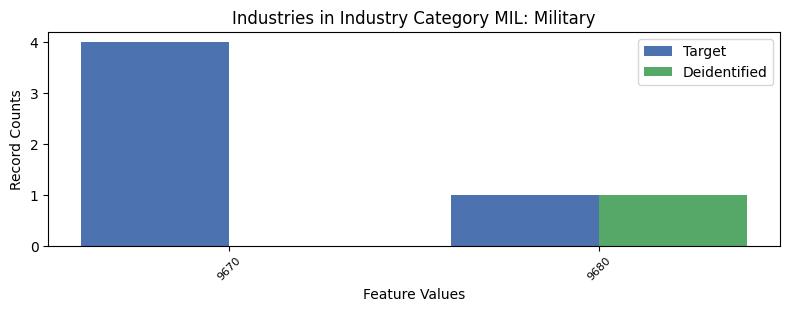 Industries in Industry Category MIL: Military
Target
Deidentified
Record Counts
4
3
2
1
0
9670
9680
Feature Values